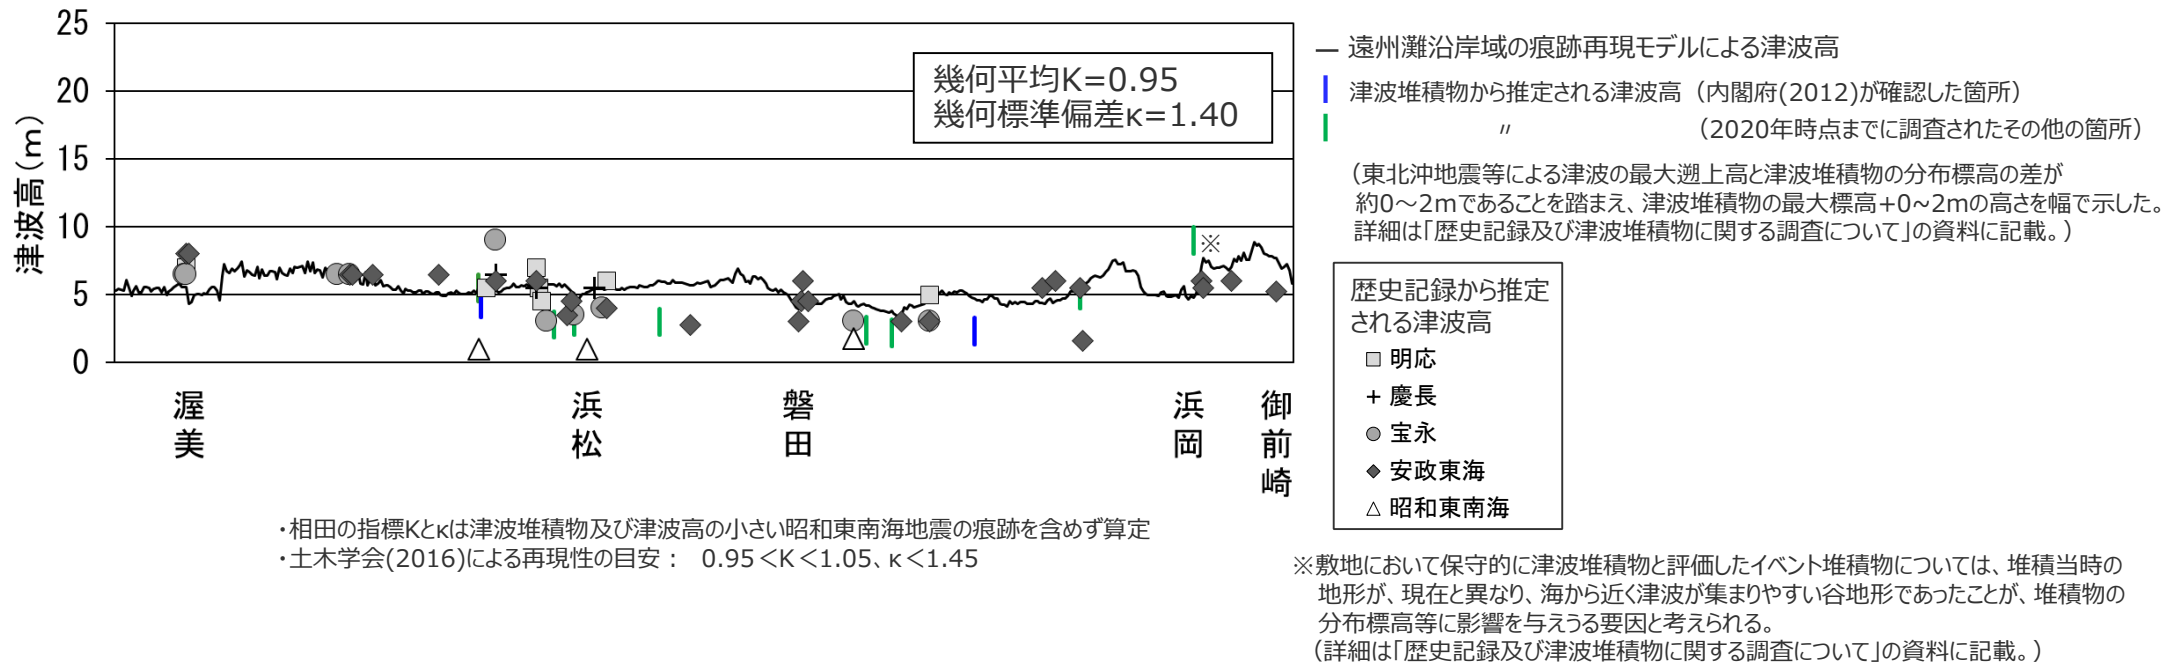 25
20
15
10
5
0
津波高(m)
幾何平均K=0.95
幾何標準偏差κ=1.40
渥美
浜松
磐田
浜岡
御前崎
― 遠州灘沿岸域の痕跡再現モデルによる津波高
津波堆積物から推定される津波高 (内閣府(2012)が確認した箇所)
〃 (2020年時点までに調査されたその他の箇所)
(東北沖地震等による津波の最大遡上高と津波堆積物の分布標高の差が
約0~2mであることを踏まえ、津波堆積物の最大標高+0~2mの高さを幅で示した。
詳細は「歴史記録及び津波堆積物に関する調査について」の資料に記載。)
※
歴史記録から推定
される津波高
□ 明応
+ 慶長
● 宝永
◆ 安政東海
△ 昭和東南海
・相田の指標Kとκは津波堆積物及び津波高の小さい昭和東南海地震の痕跡を含めず算定
・土木学会(2016)による再現性の目安: 0.95<K<1.05、κ<1.45
※敷地において保守的に津波堆積物と評価したイベント堆積物については、堆積当時の
地形が、現在と異なり、海から近く津波が集まりやすい谷地形であったことが、堆積物の
分布標高等に影響を与えうる要因と考えられる。
(詳細は「歴史記録及び津波堆積物に関する調査について」の資料に記載。)